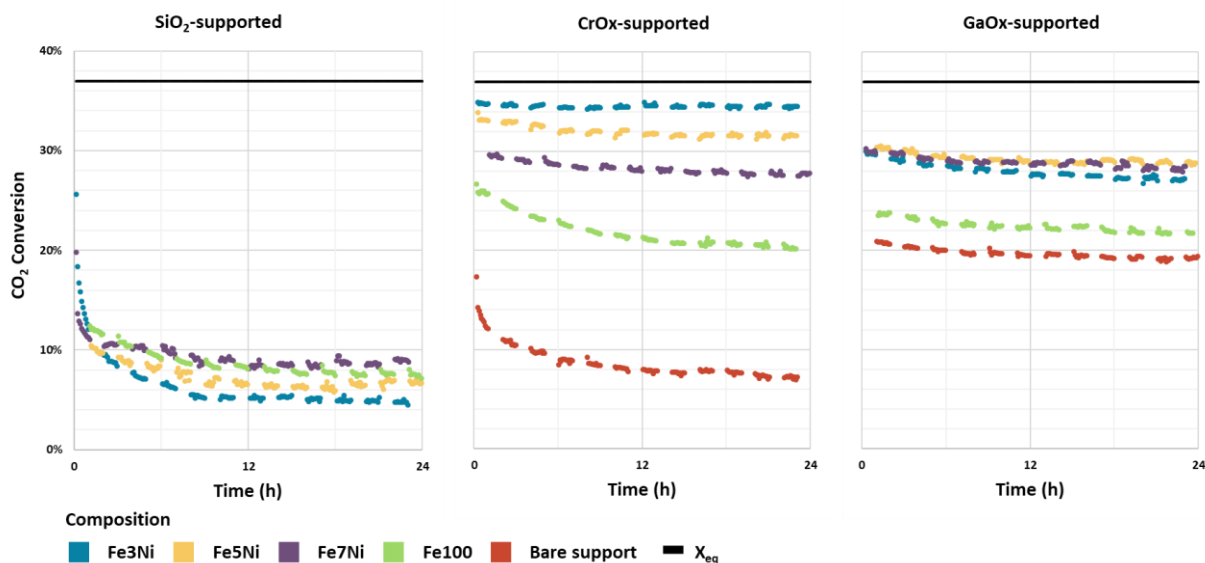 SiO₂-supported
CrOx-supported
GaOx-supported
CO₂ Conversion
40%
30%
20%
10%
0%
0
12
24
0
12
24
0
12
24
Time (h)
Time (h)
Time (h)
Composition
Fe3Ni
Fe5Ni
Fe7Ni
Fe100
Bare support
Xeq